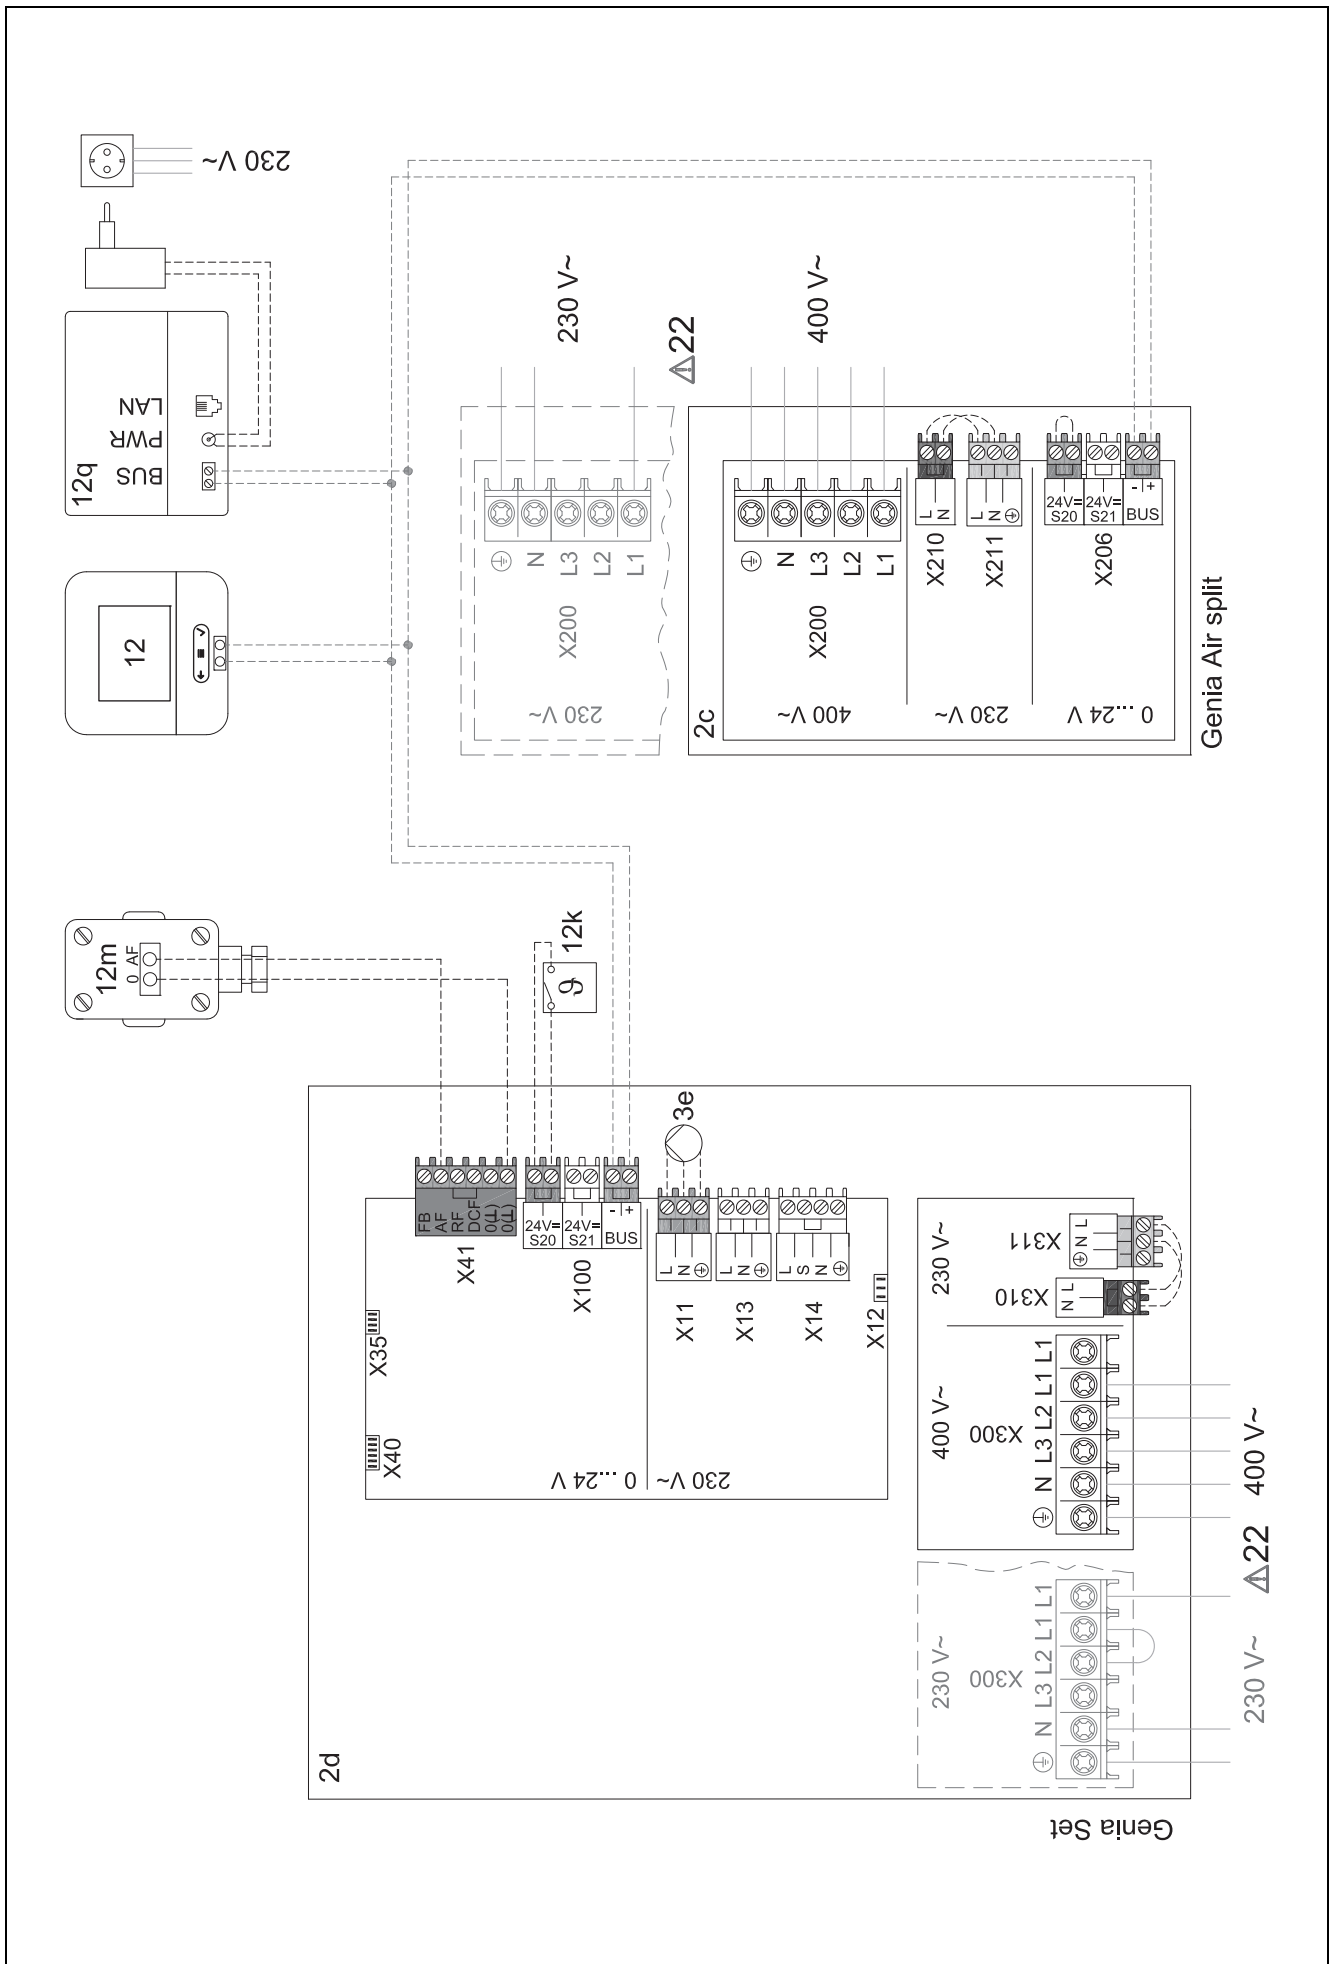 230 V~
LAN
PWR
BUS
12q
12
12m
0 AF
12k
ϑ
230 V~
22
400 V~
N
L3
L2
L1
X200
230 V~
2c
N
L3
L2
L1
X200
400 V~
L
N
X210
L
N
X211
230 V~
24V=
S20
24V=
S21
- +
BUS
X206
0...24 V
Genia Air split
2d
FB
AF
RF
DCF
0(⊥)
0(⊥)
X41
24V=
S20
24V=
S21
- +
BUS
X100
X35
X40
0...24 V
230 V~
3e
L
N
X11
L
N
X13
L
S
N
X14
X12
230 V~
N L
X311
N L
X310
400 V~
X300
N L3 L2 L1 L1
400 V~
22
230 V~
X300
N L3 L2 L1 L1
230 V~
Genia Set